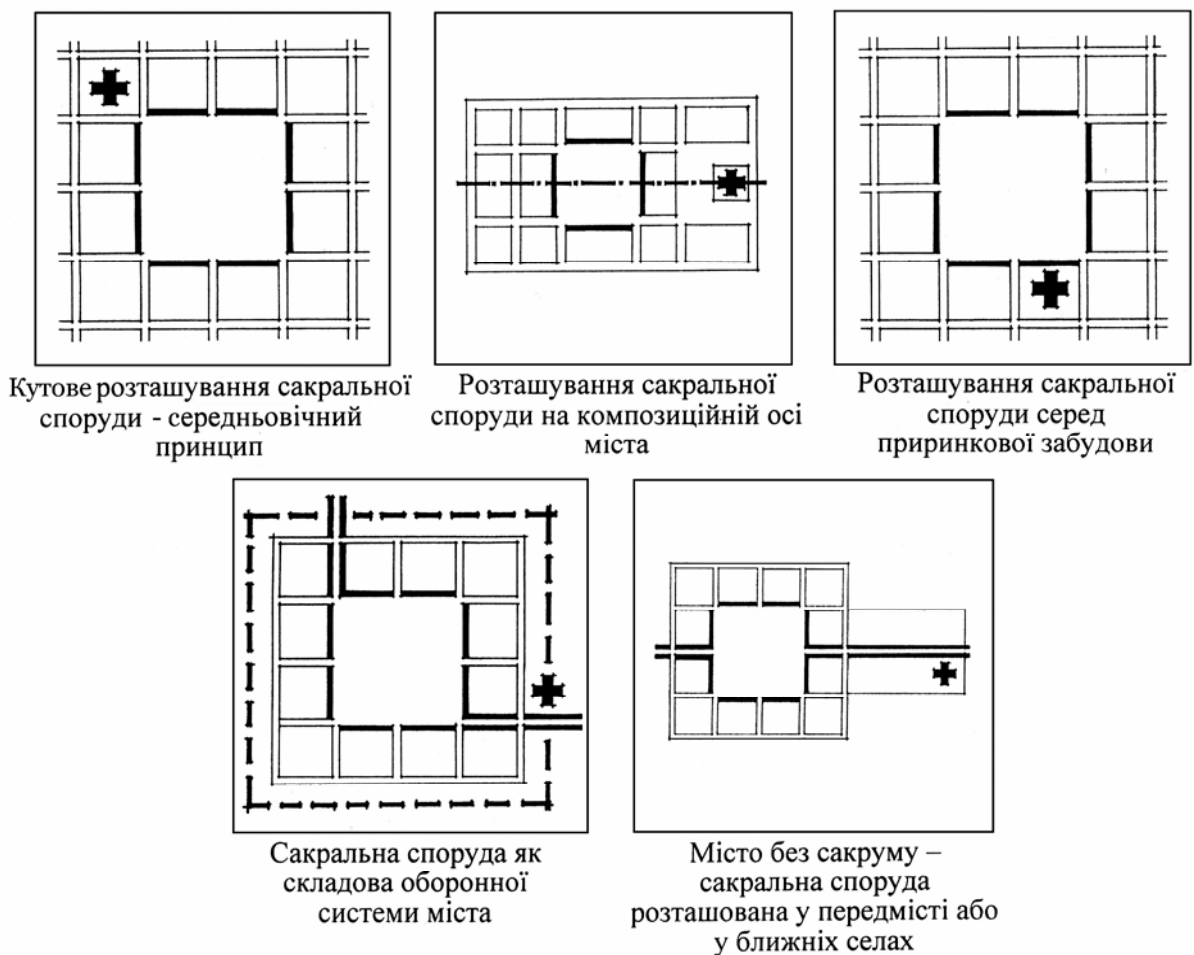 Кутове розташування сакральної
споруди - середньовічний
принцип
Розташування сакральної
споруди на композиційній осі
міста
Розташування сакральної
споруди серед
приринкової забудови
Сакральна споруда як
складова оборонної
системи міста
Місто без сакруму –
сакральна споруда
розташована у передмісті або
у ближніх селах